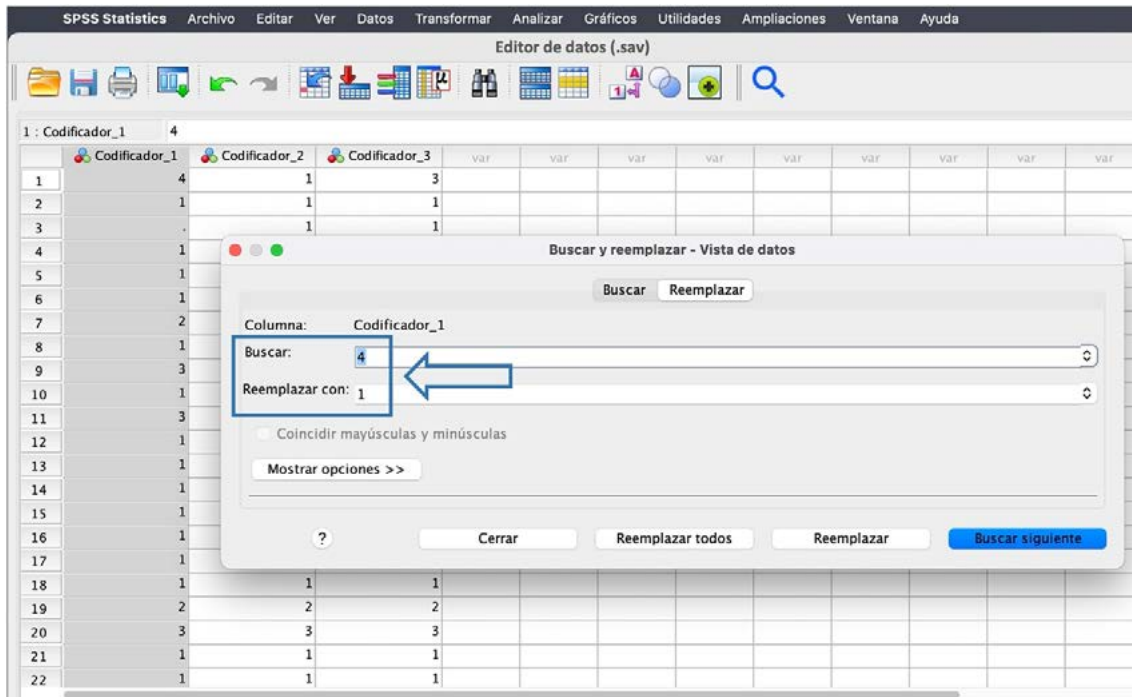 SPSS Statistics Archivo Editar Ver Datos Transformar Analizar Gráficos Utilidades Ampliaciones Ventana Ayuda
Editor de datos (.sav)
1 : Codificador_1 4
Codificador_1 Codificador_2 Codificador_3 var var var var var var var var var
1 4 1 3
2 1 1 1
3 . 1 1
4 1
5 1
6 1
7 2
8 1
9 3
10 1
11 3
12 1
13 1
14 1
15 1
16 1
17 1
18 1 1 1
19 2 2 2
20 3 3 3
21 1 1 1
22 1 1 1
Buscar y reemplazar - Vista de datos
Buscar Reemplazar
Columna: Codificador_1
Buscar: 4
Reemplazar con: 1
Coincidir mayúsculas y minúsculas
Mostrar opciones >>
? Cerrar Reemplazar todos Reemplazar Buscar siguiente